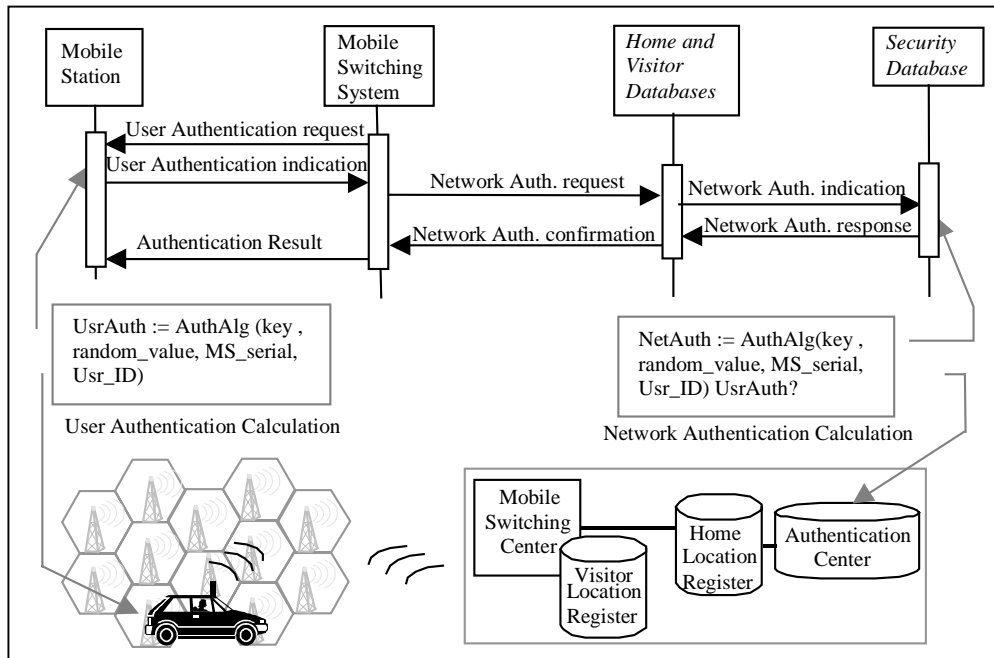 Mobile
Station
Mobile
Switching
System
Home and
Visitor
Databases
Security
Database
User Authentication request
User Authentication indication
Network Auth. request
Network Auth. indication
Network Auth. response
Network Auth. confirmation
Authentication Result
UsrAuth := AuthAlg (key ,
random_value, MS_serial,
Usr_ID)
NetAuth := AuthAlg(key ,
random_value, MS_serial,
Usr_ID) UsrAuth?
User Authentication Calculation
Network Authentication Calculation
Mobile
Switching
Center
Visitor
Location
Register
Home
Location
Register
Authentication
Center